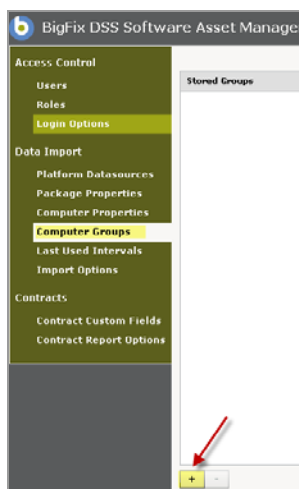 b BigFix DSS Software Asset Manage
Access Control
Users
Roles
Login Options
Data Import
Platform Datasources
Package Properties
Computer Properties
Computer Groups
Last Used Intervals
Import Options
Contracts
Contract Custom Fields
Contract Report Options
Stored Groups
+ -